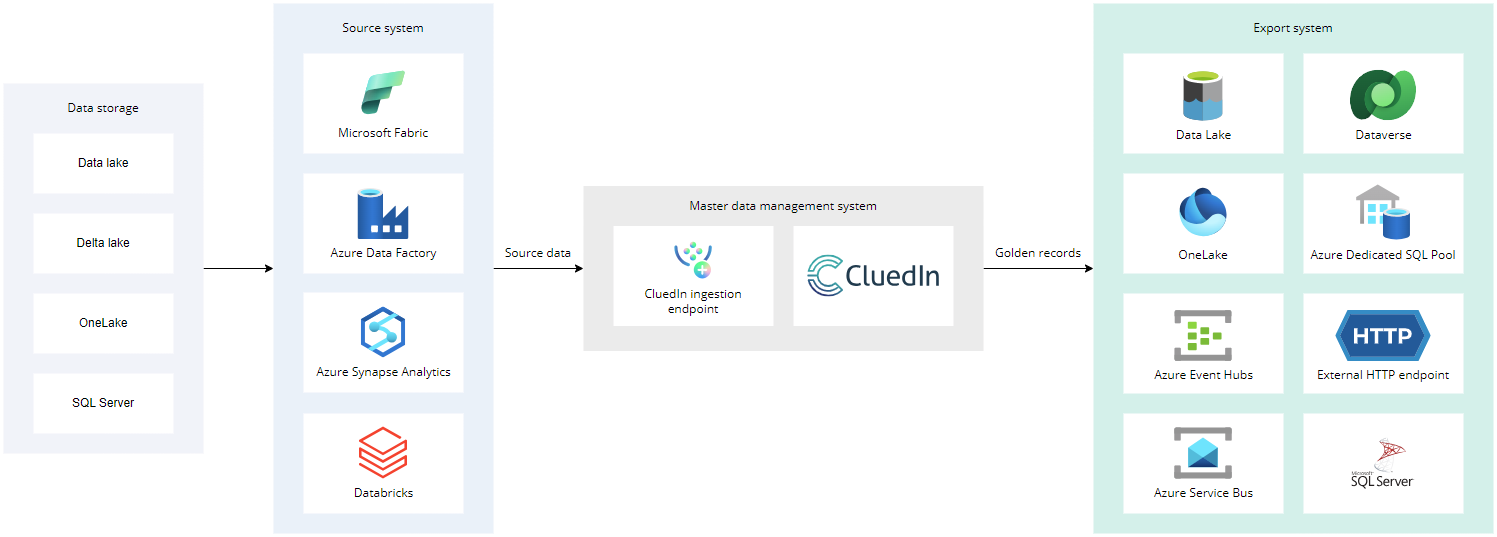 Data storage
Data lake
Delta lake
OneLake
SQL Server
Source system
Microsoft Fabric
Azure Data Factory
Azure Synapse Analytics
Databricks
Source data
Master data management system
CluedIn ingestion
endpoint
CluedIn
Golden records
Export system
Data Lake
Dataverse
OneLake
Azure Dedicated SQL Pool
Azure Event Hubs
HTTP
External HTTP endpoint
Azure Service Bus
Microsoft
SQL Server